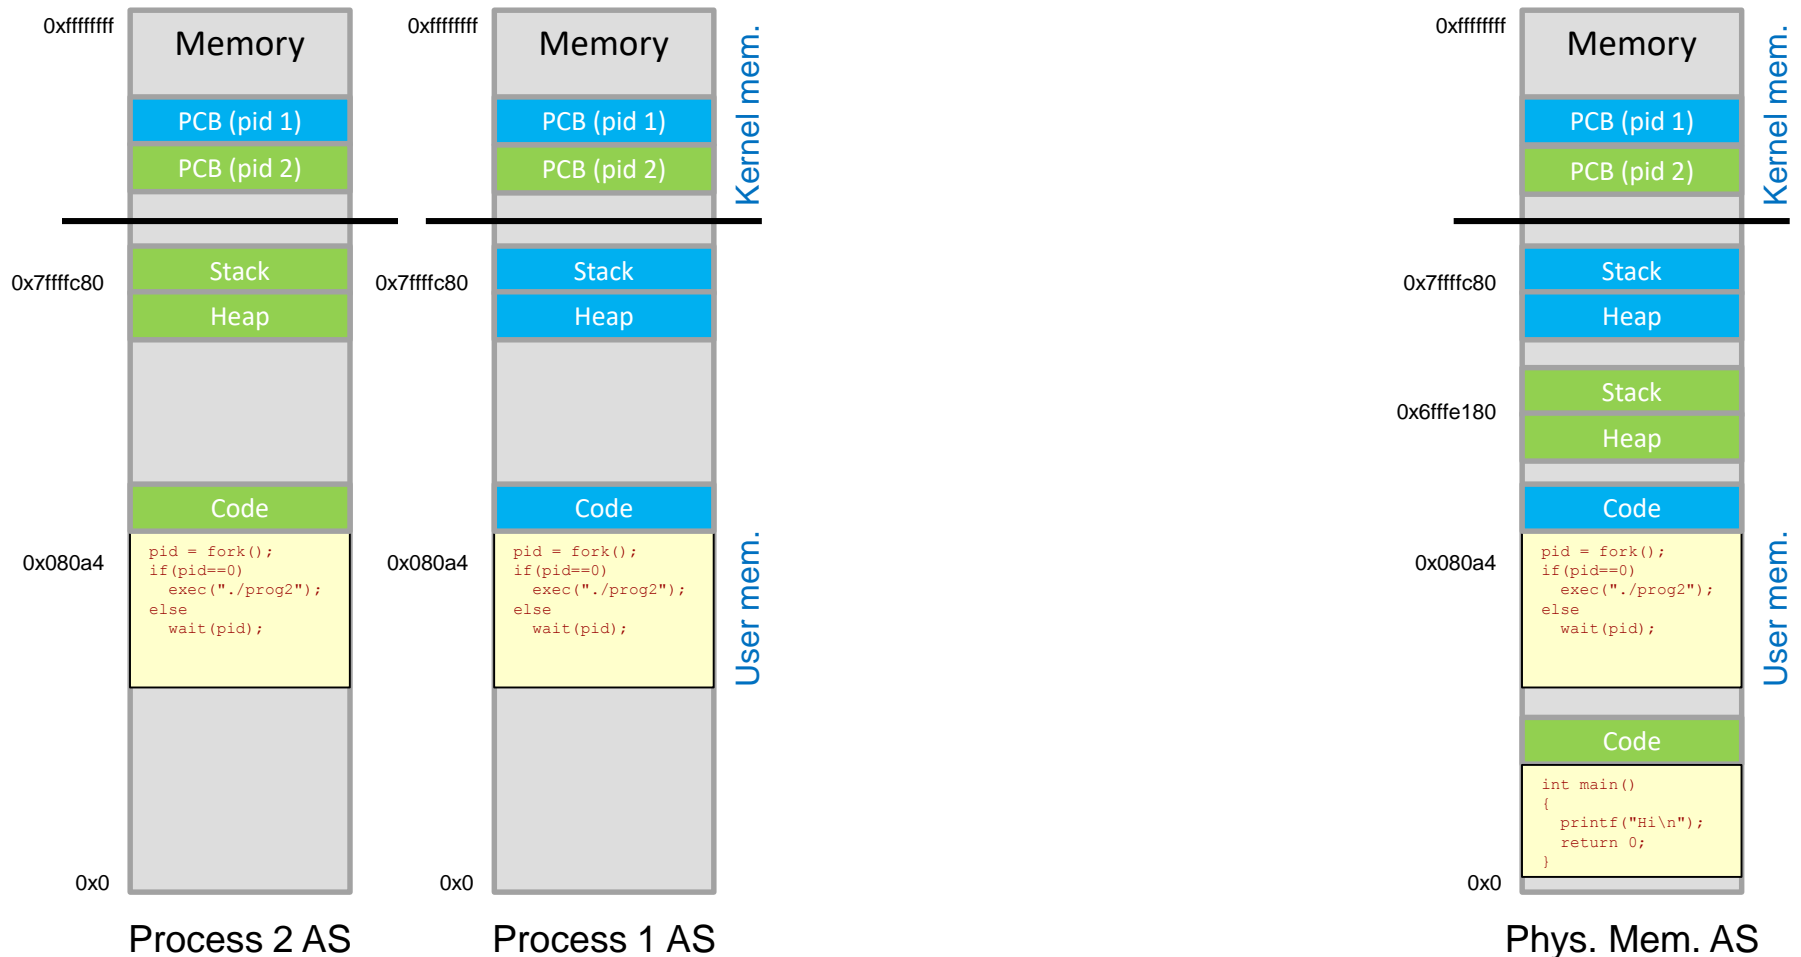 0xffffffff
Memory
PCB (pid 1)
PCB (pid 2)
Stack
0x7ffffc80
Heap
Code
0x080a4
pid = fork();
if(pid==0)
  exec("./prog2");
else
  wait(pid);
0x0
Process 2 AS
0xffffffff
Memory
PCB (pid 1)
PCB (pid 2)
Kernel mem.
Stack
0x7ffffc80
Heap
Code
0x080a4
pid = fork();
if(pid==0)
  exec("./prog2");
else
  wait(pid);
User mem.
0x0
Process 1 AS
0xffffffff
Memory
PCB (pid 1)
PCB (pid 2)
Kernel mem.
Stack
0x7ffffc80
Heap
Stack
0x6fffe180
Heap
Code
0x080a4
pid = fork();
if(pid==0)
  exec("./prog2");
else
  wait(pid);
User mem.
Code
int main()
{
  printf("Hi\n");
  return 0;
}
0x0
Phys. Mem. AS